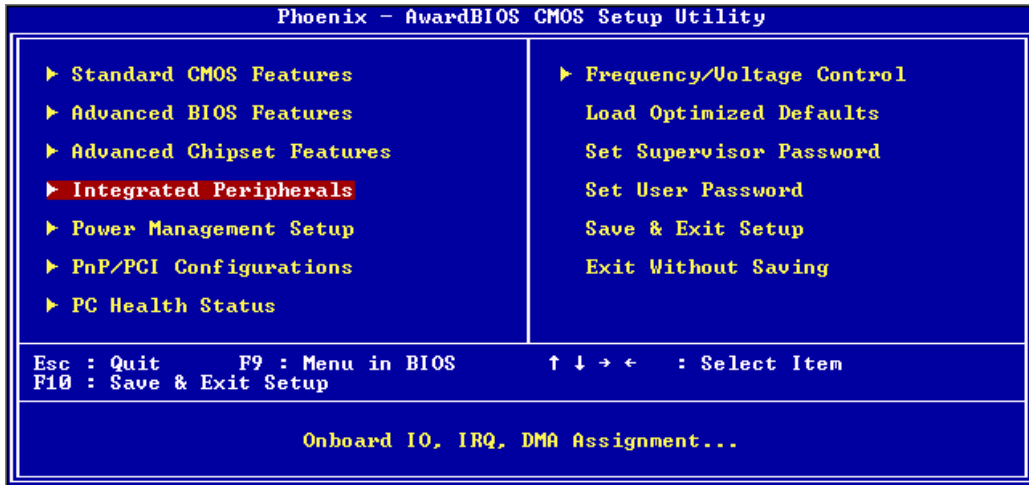 Phoenix - AwardBIOS CMOS Setup Utility
► Standard CMOS Features
► Advanced BIOS Features
► Advanced Chipset Features
► Integrated Peripherals
► Power Management Setup
► PnP/PCI Configurations
► PC Health Status
► Frequency/Voltage Control
Load Optimized Defaults
Set Supervisor Password
Set User Password
Save & Exit Setup
Exit Without Saving
Esc : Quit F9 : Menu in BIOS ↑ ↓ → ← : Select Item
F10 : Save & Exit Setup
Onboard IO, IRQ, DMA Assignment...